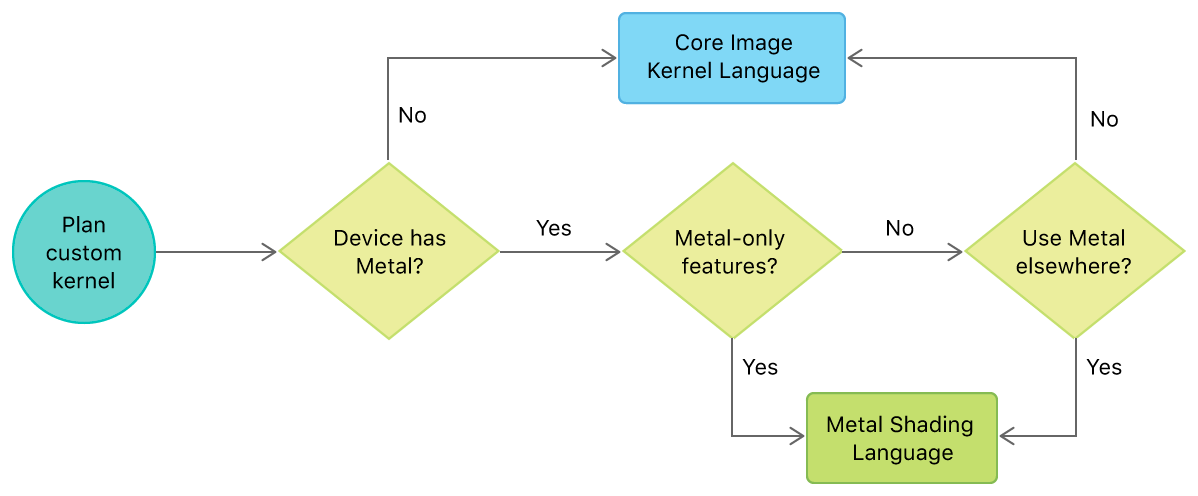 Core Image
Kernel Language
No
No
Plan
custom
kernel
Device has
Metal?
Yes
Metal-only
features?
No
Use Metal
elsewhere?
Yes
Yes
Metal Shading
Language